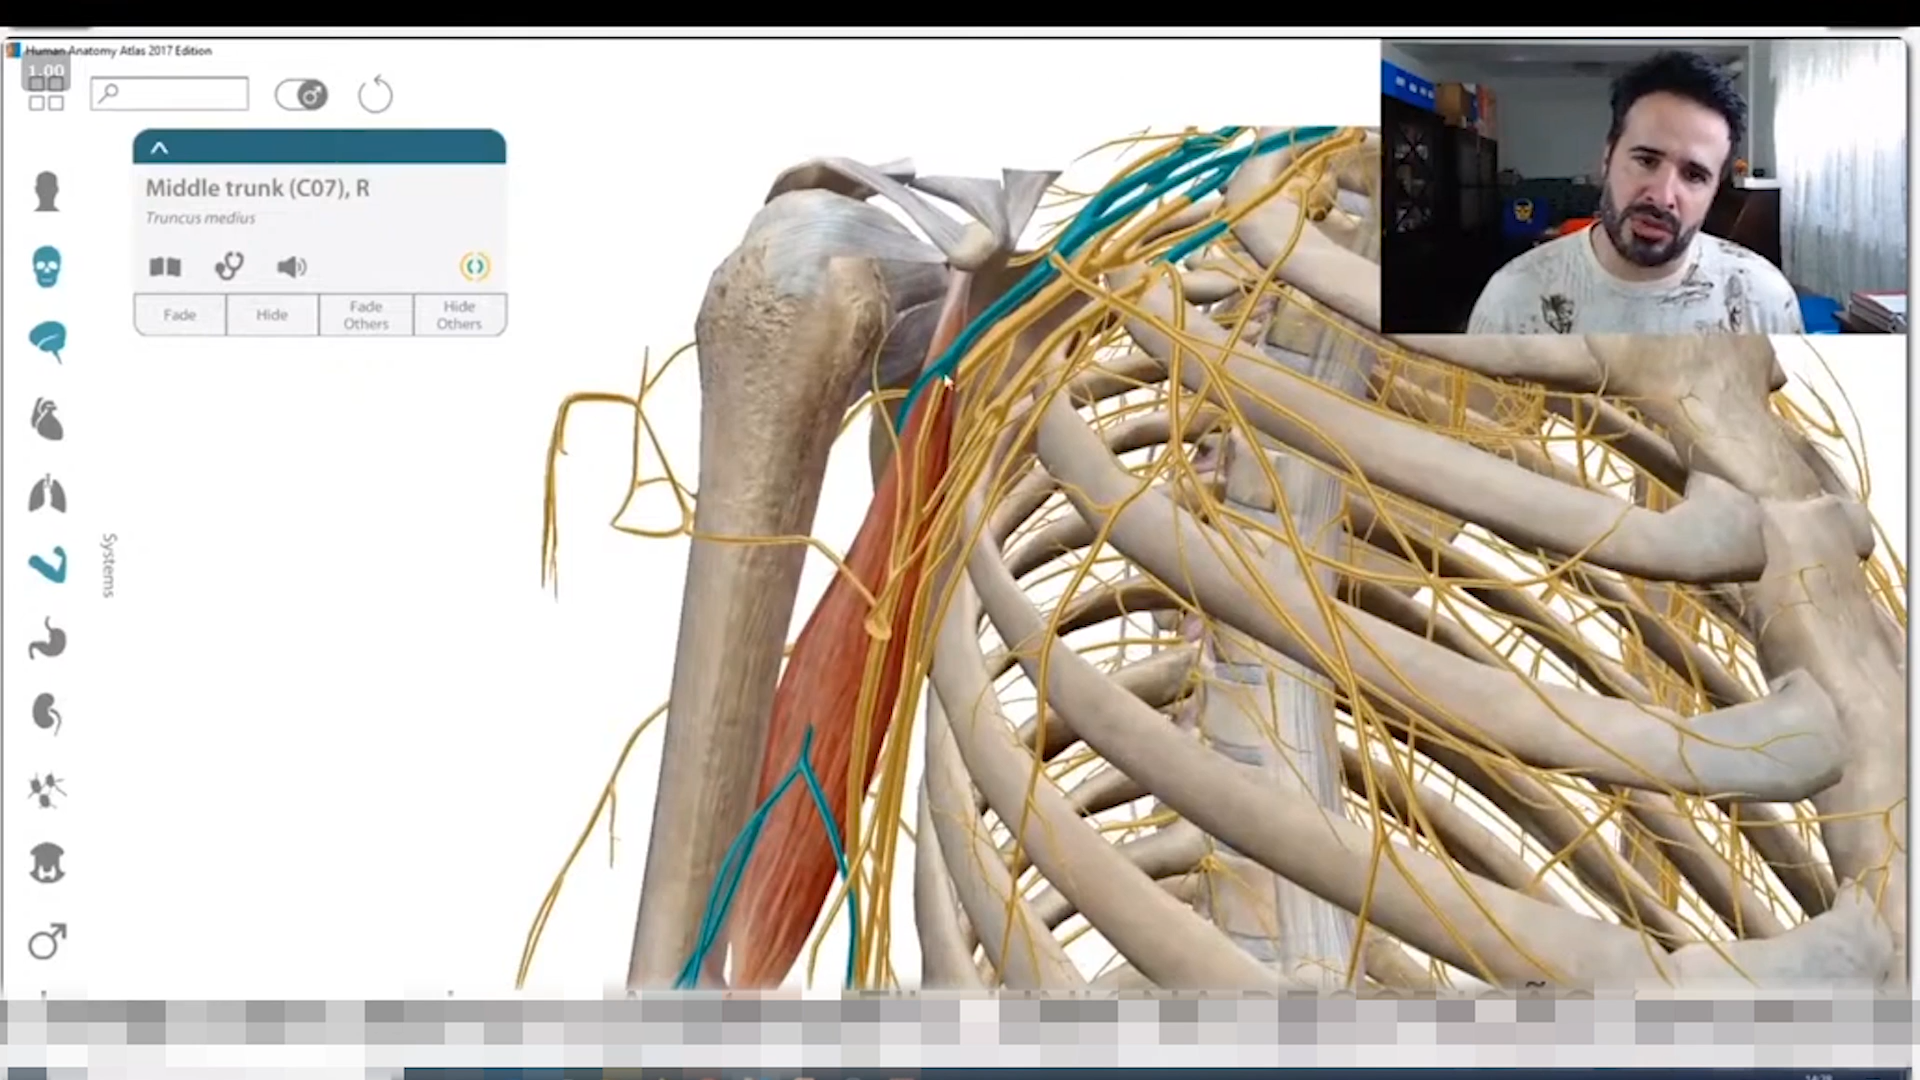 Human Anatomy Atlas 2017 Edition
1.00
Middle trunk (C07), R
Truncus medius
Fade
Hide
Fade
Others
Hide
Others
Systems